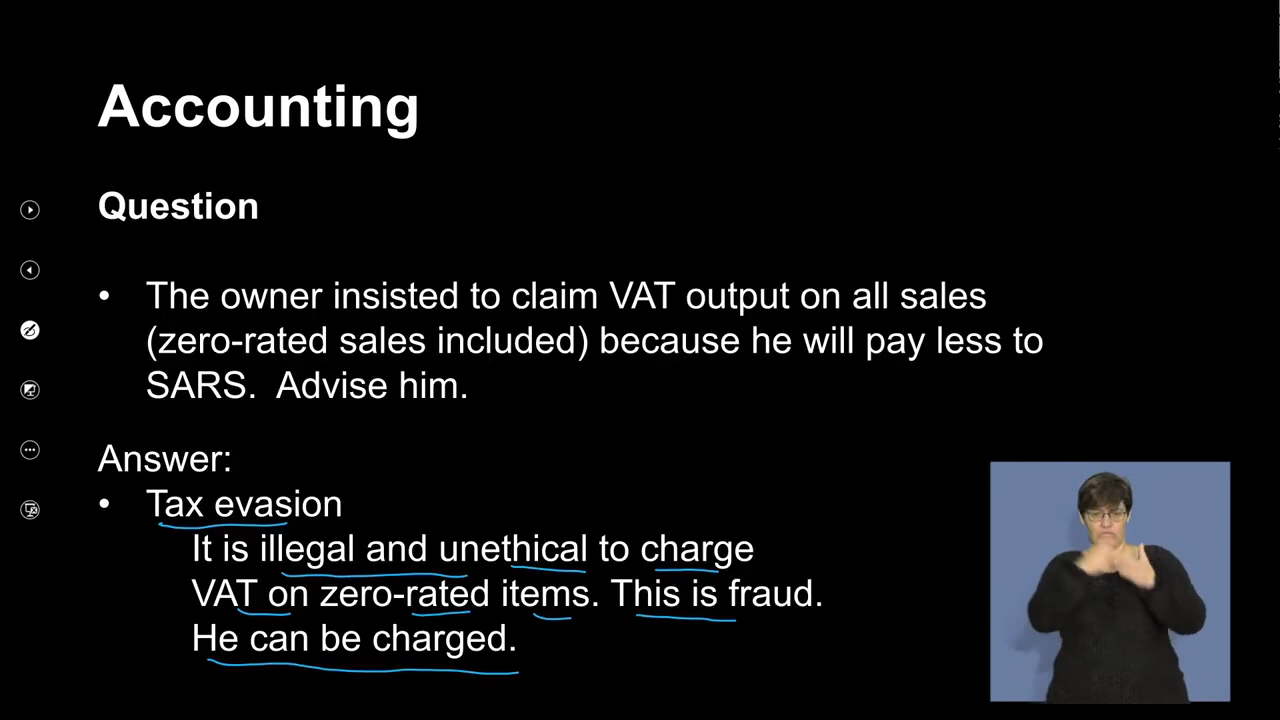 Accounting
Question
• The owner insisted to claim VAT output on all sales
(zero-rated sales included) because he will pay less to
SARS.  Advise him.
Answer:
• Tax evasion
It is illegal and unethical to charge
VAT on zero-rated items. This is fraud.
He can be charged.